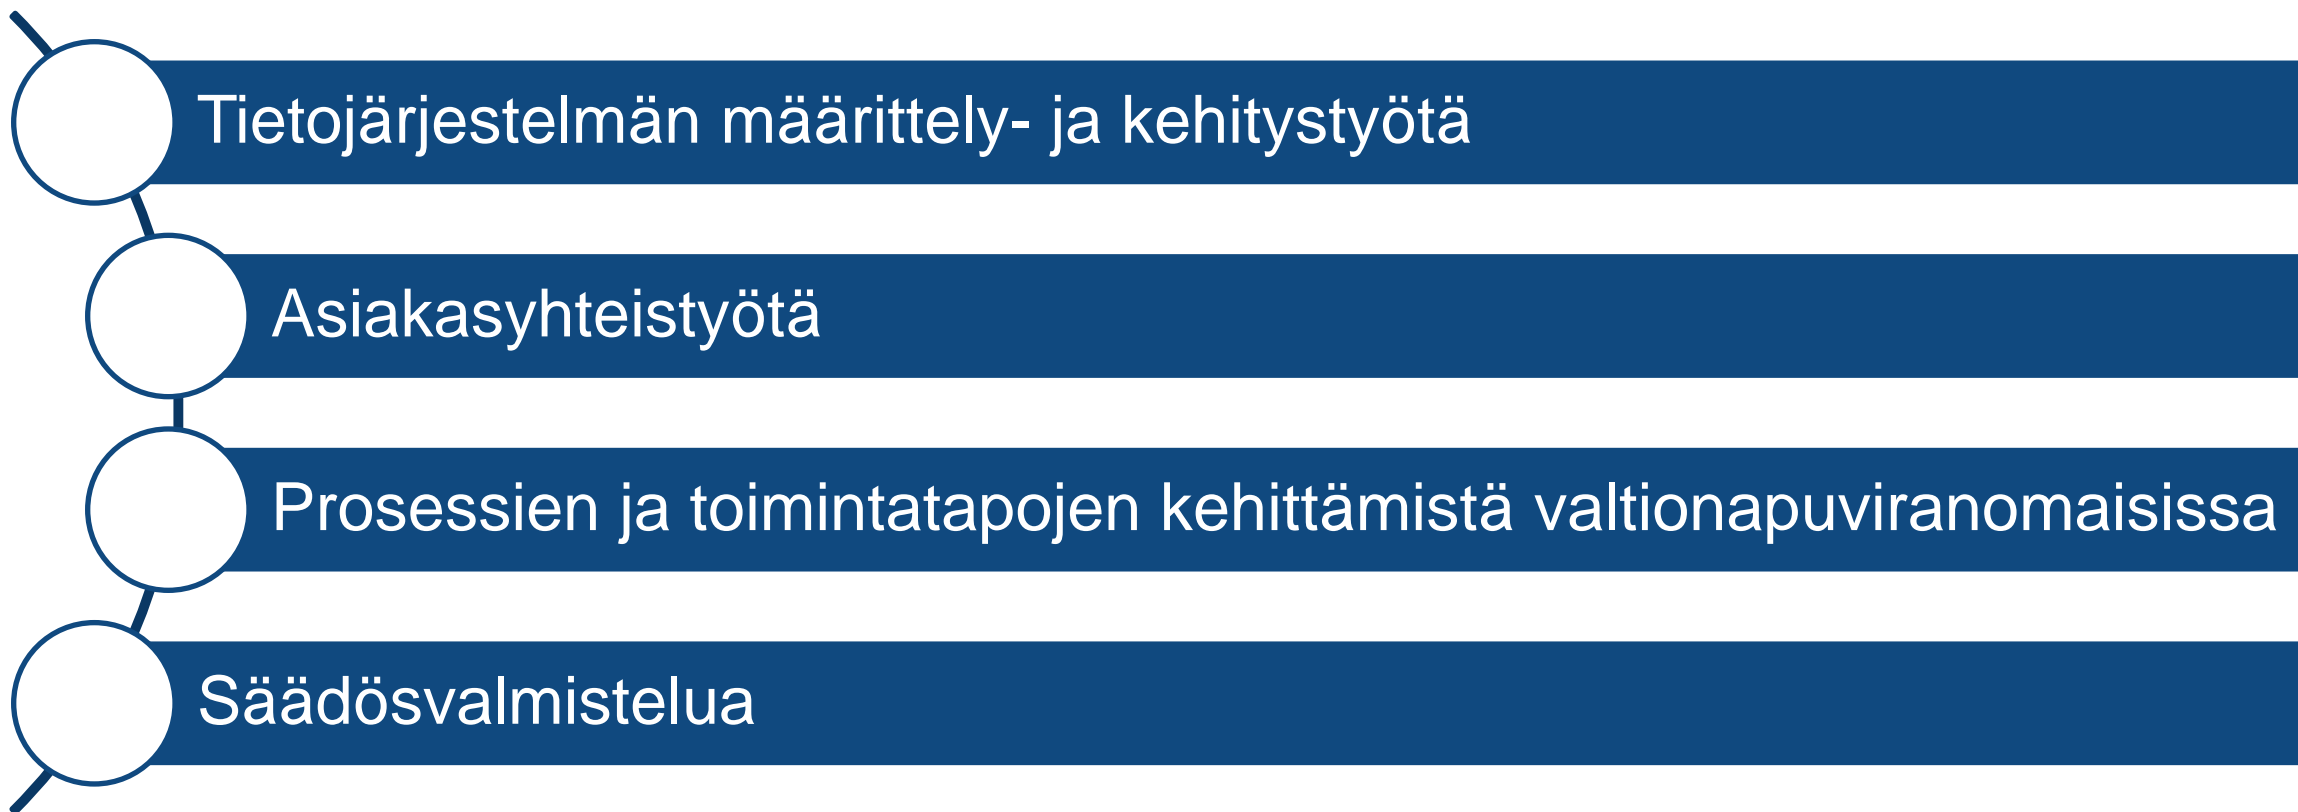 Tietojärjestelmän määrittely- ja kehitystyötä
Asiakasyhteistyötä
Prosessien ja toimintatapojen kehittämistä valtionapuviranomaisissa
Säädösvalmistelua